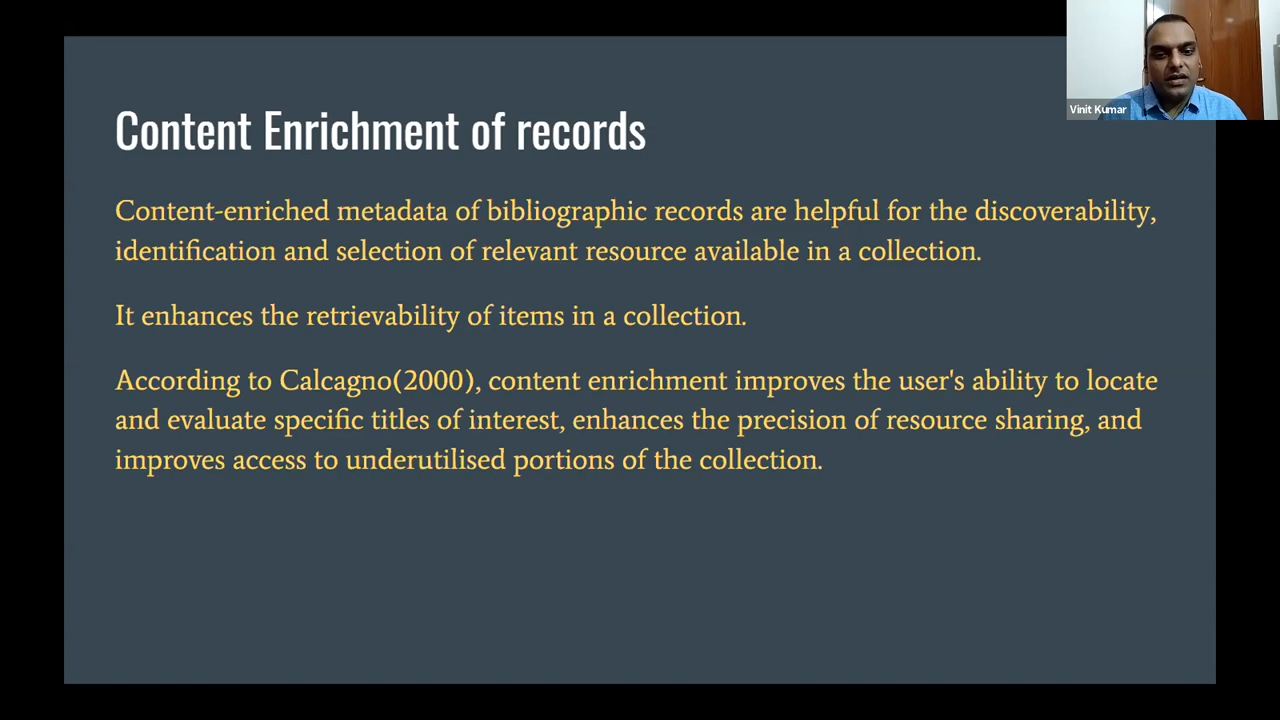 Vinit Kumar
Content Enrichment of records
Content-enriched metadata of bibliographic records are helpful for the discoverability,
identification and selection of relevant resource available in a collection.
It enhances the retrievability of items in a collection.
According to Calcagno(2000), content enrichment improves the user's ability to locate
and evaluate specific titles of interest, enhances the precision of resource sharing, and
improves access to underutilised portions of the collection.